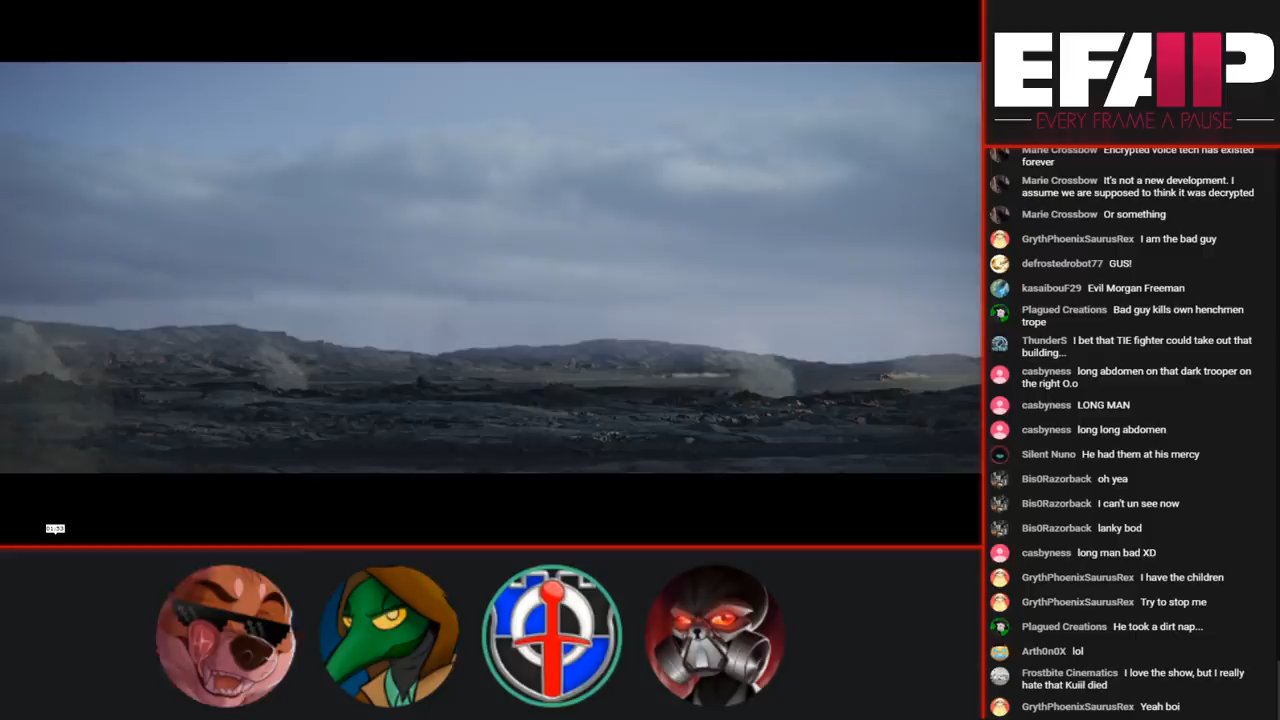 EFAP
EVERY FRAME A PAUSE
Marie Crossbow Encrypted voice tech has existed
forever
Marie Crossbow It's not a new development. I
assume we are supposed to think it was decrypted
Marie Crossbow Or something
GrythPhoenixSaurusRex I am the bad guy
defrostedrobot77 GUS!
kasaibouF29 Evil Morgan Freeman
Plagued Creations Bad guy kills own henchmen
trope
ThunderS I bet that TIE fighter could take out that
building...
casbyness long abdomen on that dark trooper on
the right O.o
casbyness LONG MAN
casbyness long long abdomen
Silent Nuno He had them at his mercy
Bis0Razorback oh yea
Bis0Razorback I can't un see now
Bis0Razorback lanky bod
casbyness long man bad XD
GrythPhoenixSaurusRex I have the children
GrythPhoenixSaurusRex Try to stop me
Plagued Creations He took a dirt nap...
Arth0n0X lol
Frostbite Cinematics I love the show, but I really
hate that Kuiil died
GrythPhoenixSaurusRex Yeah boi
01:53